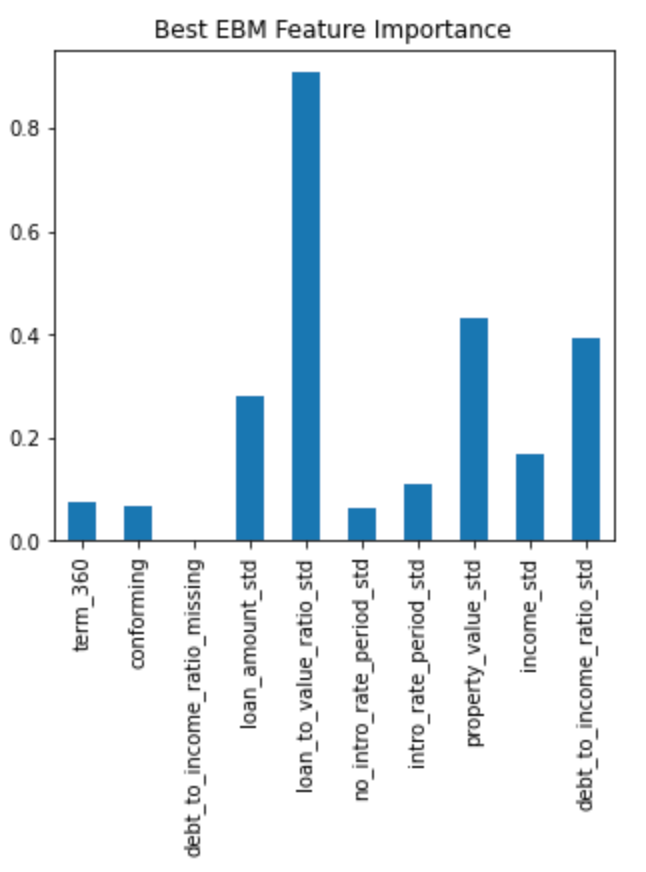 Best EBM Feature Importance
0.8
0.6
0.4
0.2
0.0
term_360
conforming
debt_to_income_ratio_missing
loan_amount_std
loan_to_value_ratio_std
no_intro_rate_period_std
intro_rate_period_std
property_value_std
income_std
debt_to_income_ratio_std